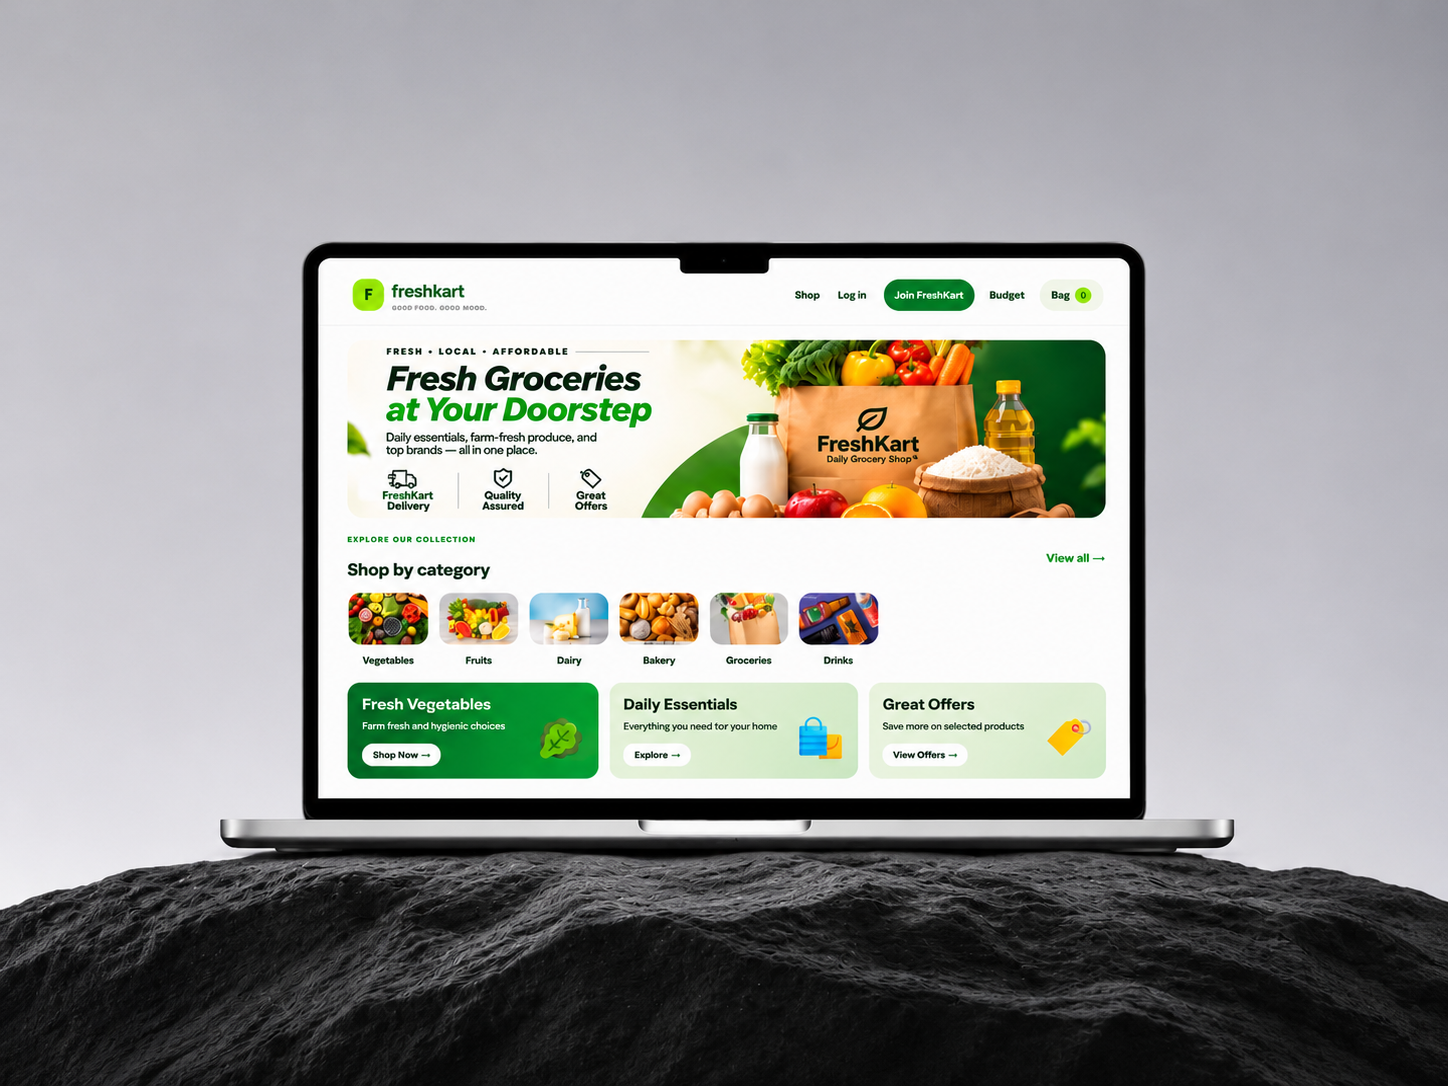 F
freshkart
GOOD FOOD. GOOD MOOD.
Shop
Log in
Join FreshKart
Budget
Bag 0
FRESH • LOCAL • AFFORDABLE
Fresh Groceries
at Your Doorstep
Daily essentials, farm-fresh produce, and
top brands — all in one place.
FreshKart
Delivery
Quality
Assured
Great
Offers
FreshKart
Daily Grocery Shop
EXPLORE OUR COLLECTION
Shop by category
View all →
Vegetables
Fruits
Dairy
Bakery
Groceries
Drinks
Fresh Vegetables
Farm fresh and hygienic choices
Shop Now →
Daily Essentials
Everything you need for your home
Explore →
Great Offers
Save more on selected products
View Offers →